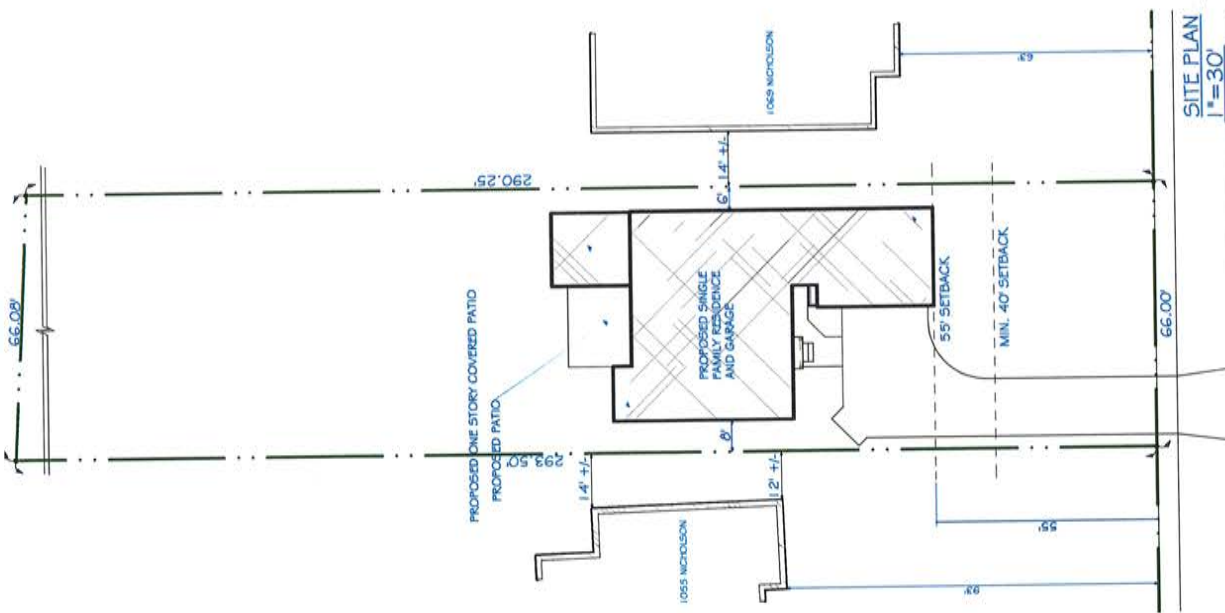 66.08'
290.25'
1069 NICHOLSON
14' +/-
6'
63'
PROPOSED ONE STORY COVERED PATIO
PROPOSED PATIO
PROPOSED SINGLE
FAMILY RESIDENCE
AND GARAGE
293.50'
8'
14' +/-
12' +/-
1055 NICHOLSON
55' SETBACK
MIN. 40' SETBACK
55'
93'
66.00'
SITE PLAN
1"=30'